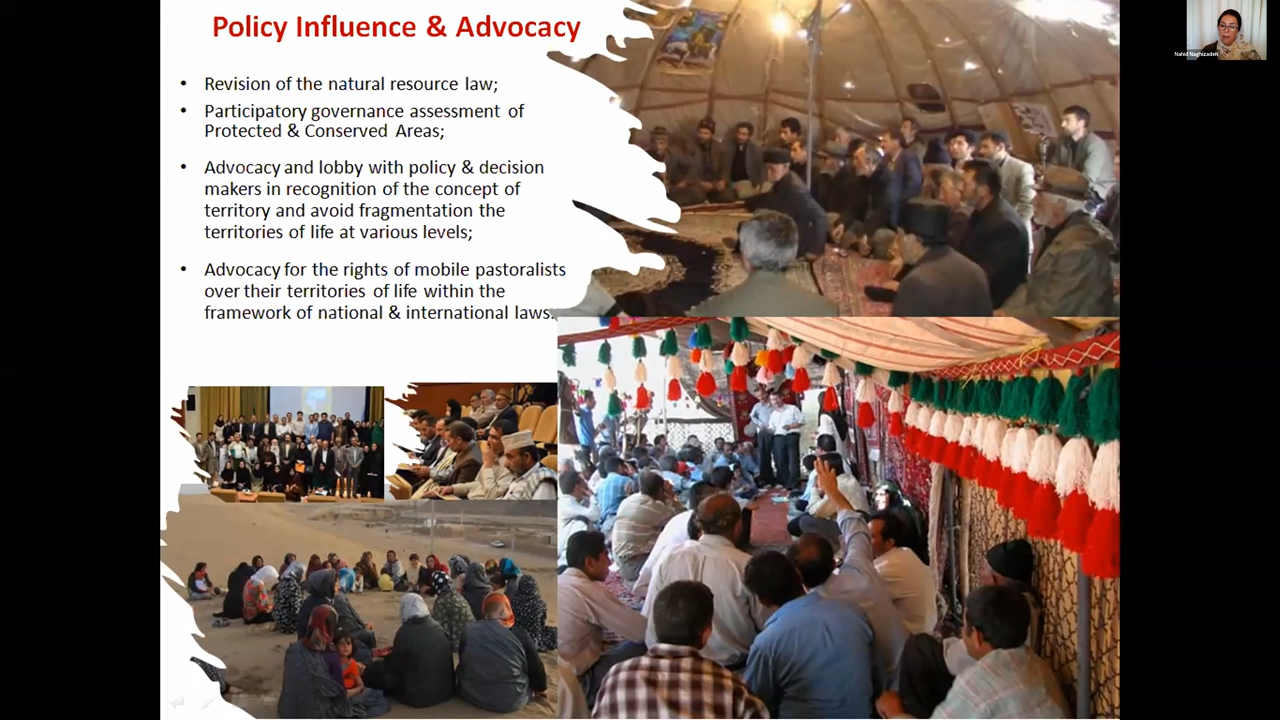 Policy Influence & Advocacy
• Revision of the natural resource law;
• Participatory governance assessment of
Protected & Conserved Areas;
• Advocacy and lobby with policy & decision
makers in recognition of the concept of
territory and avoid fragmentation the
territories of life at various levels;
• Advocacy for the rights of mobile pastoralists
over their territories of life within the
framework of national & international laws.
Nahid Naghizadeh